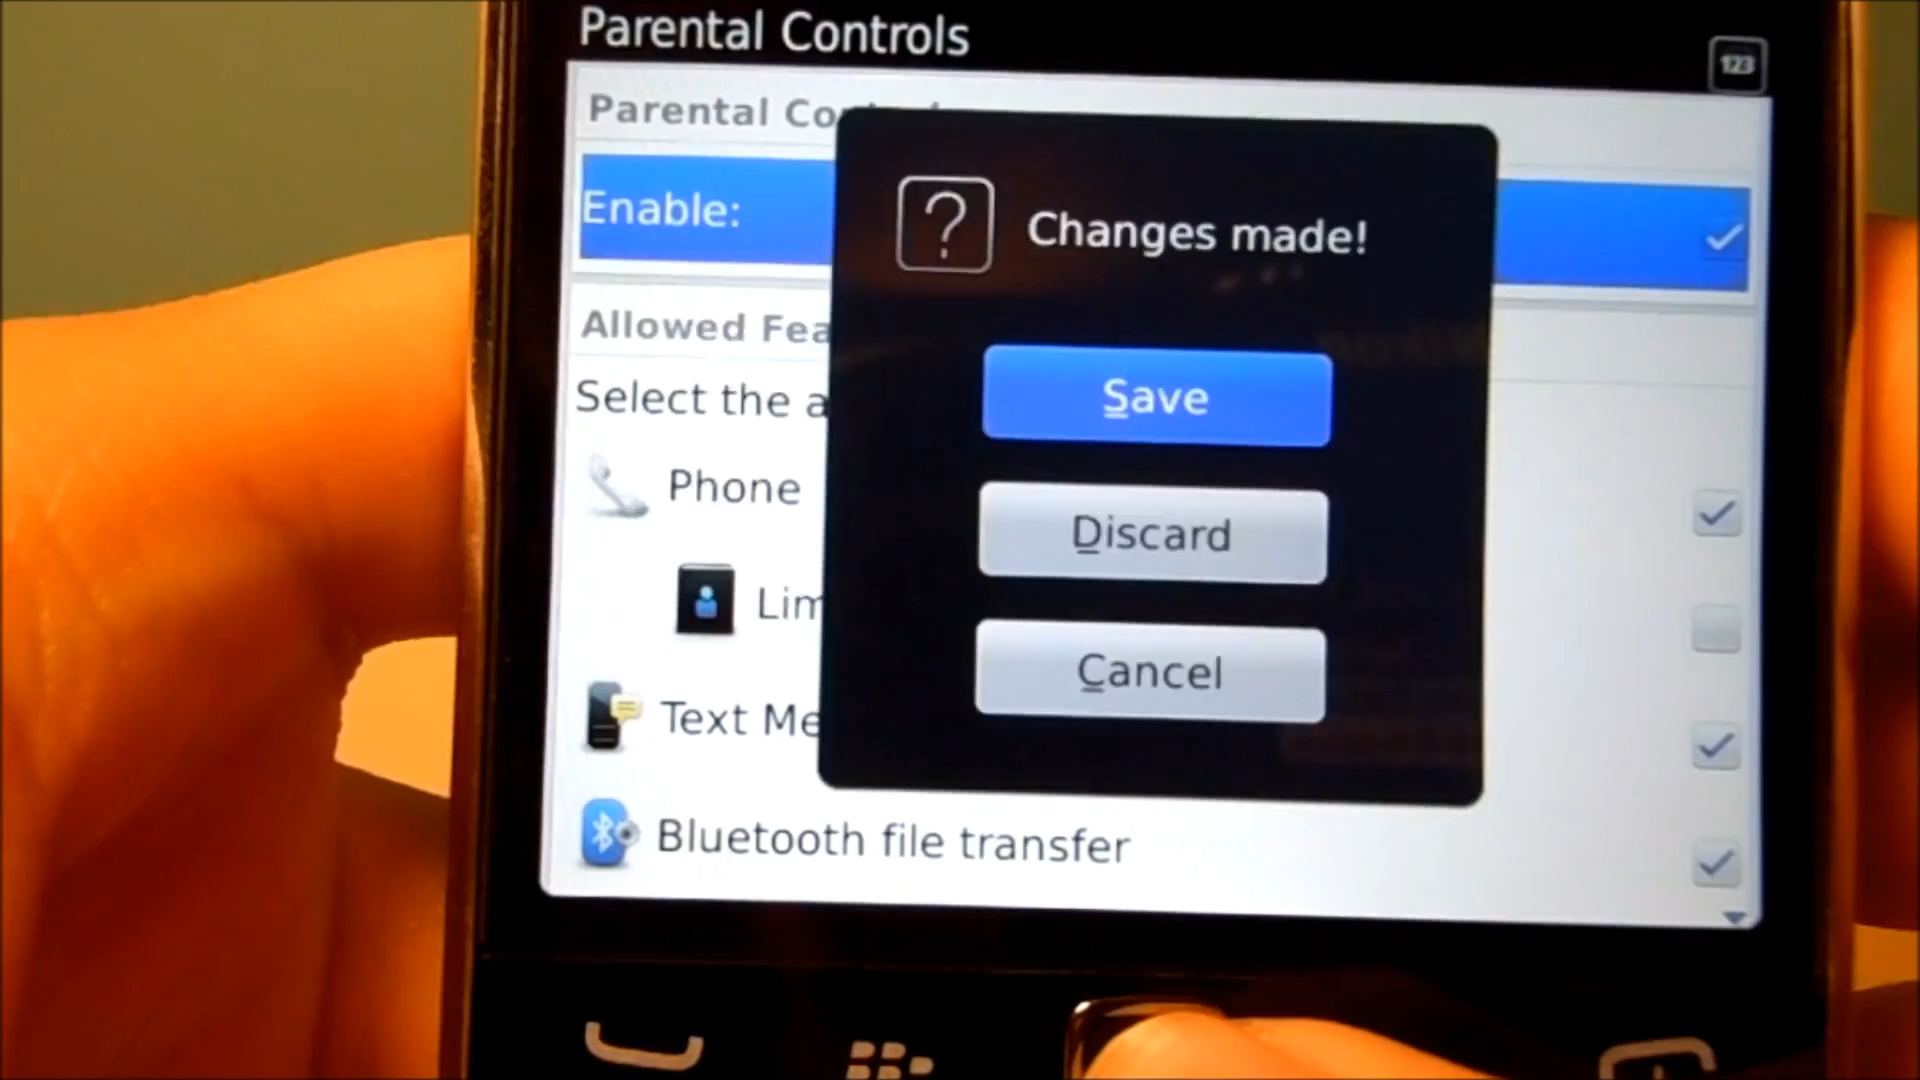 Parental Controls
123
Parental Co
Enable:
Changes made!
Allowed Fea
Save
Select the a
Discard
Phone
Lim
Cancel
Text Me
Bluetooth file transfer